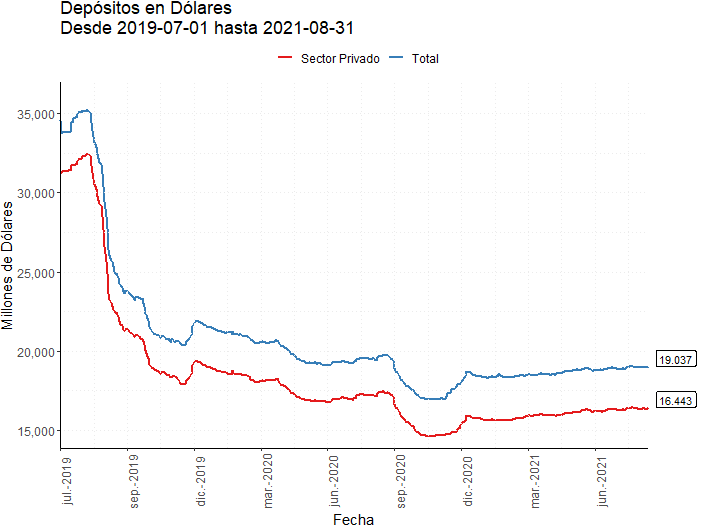 Depósitos en Dólares
Desde 2019-07-01 hasta 2021-08-31
Sector Privado Total
Millones de Dólares
35,000
30,000
25,000
20,000
15,000
19.037
16.443
jul.-2019
sep.-2019
dic.-2019
mar.-2020
jun.-2020
sep.-2020
dic.-2020
mar.-2021
jun.-2021
Fecha